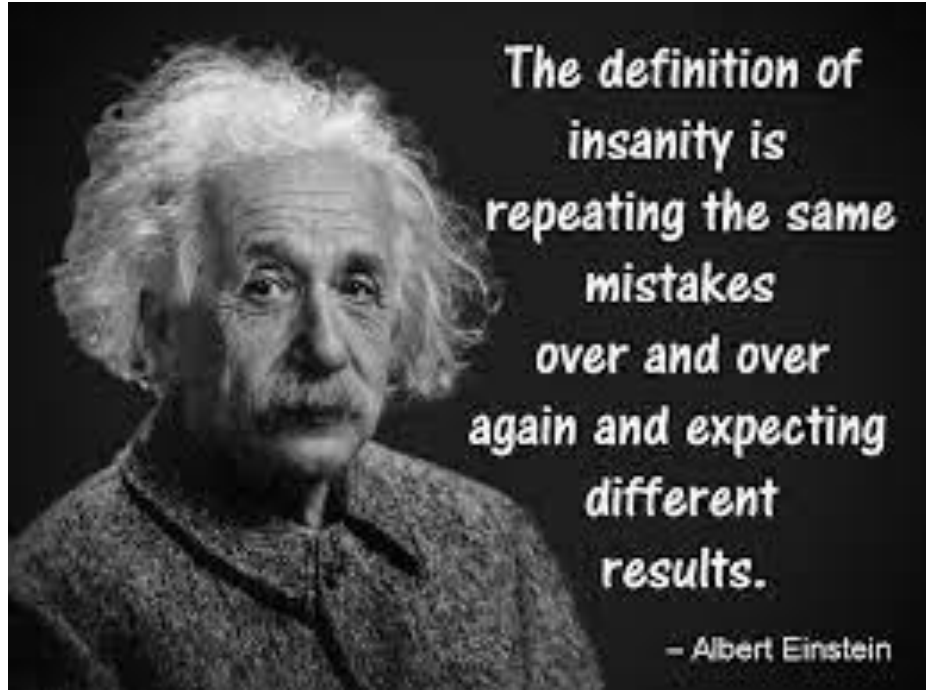 The definition of
insanity is
repeating the same
mistakes
over and over
again and expecting
different
results.
– Albert Einstein